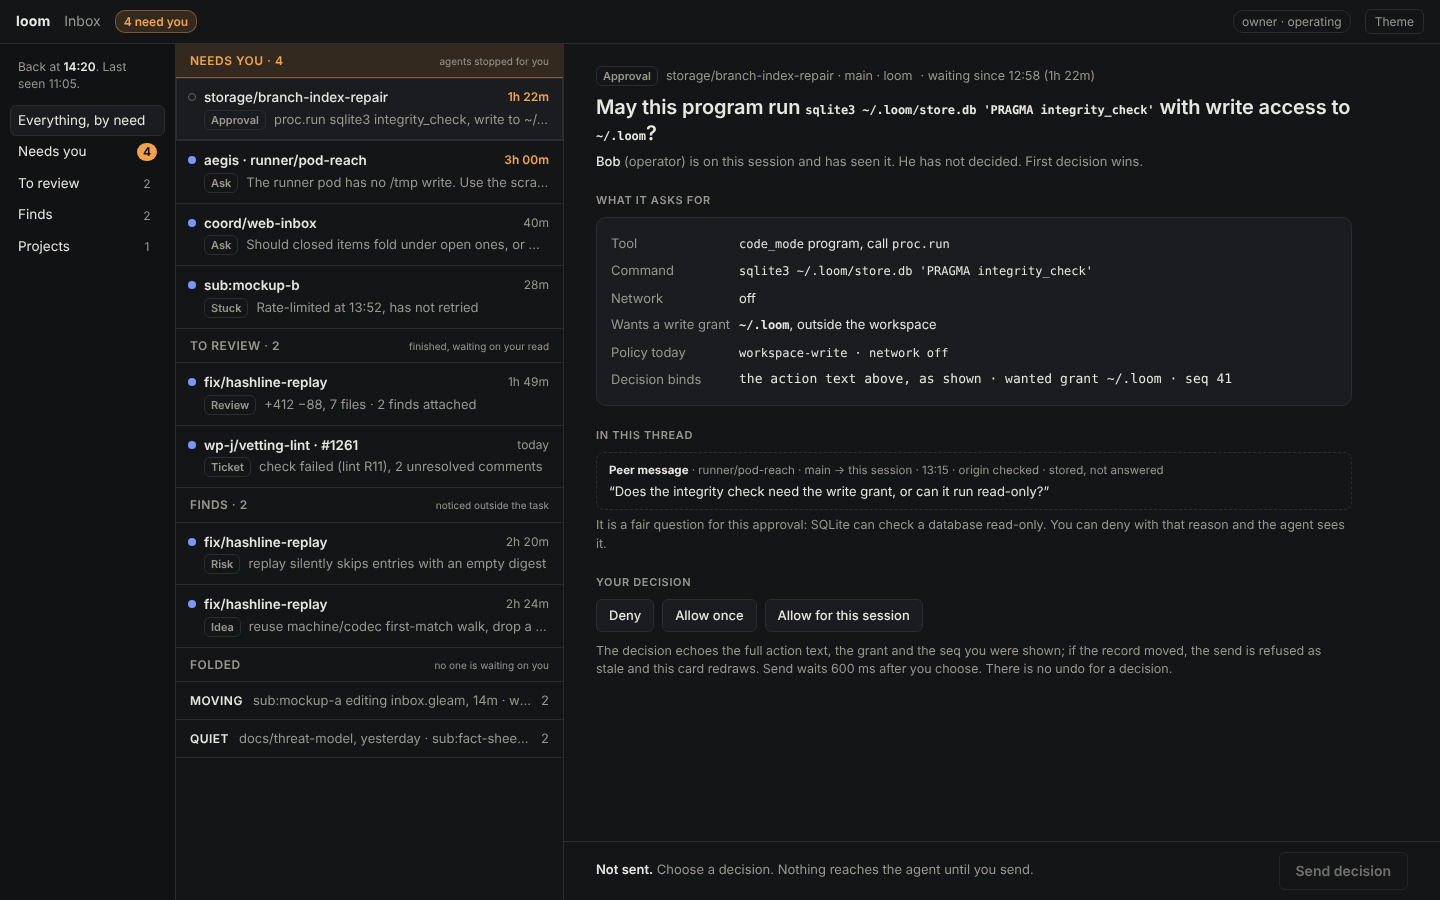 loom Inbox 4 need you
owner · operating Theme
Back at 14:20. Last
seen 11:05.
Everything, by need
Needs you 4
To review 2
Finds 2
Projects 1
NEEDS YOU · 4 agents stopped for you
storage/branch-index-repair 1h 22m
Approval proc.run sqlite3 integrity_check, write to ~/…
aegis · runner/pod-reach 3h 00m
Ask The runner pod has no /tmp write. Use the scra…
coord/web-inbox 40m
Ask Should closed items fold under open ones, or …
sub:mockup-b 28m
Stuck Rate-limited at 13:52, has not retried
TO REVIEW · 2 finished, waiting on your read
fix/hashline-replay 1h 49m
Review +412 −88, 7 files · 2 finds attached
wp-j/vetting-lint · #1261 today
Ticket check failed (lint R11), 2 unresolved comments
FINDS · 2 noticed outside the task
fix/hashline-replay 2h 20m
Risk replay silently skips entries with an empty digest
fix/hashline-replay 2h 24m
Idea reuse machine/codec first-match walk, drop a …
FOLDED no one is waiting on you
MOVING sub:mockup-a editing inbox.gleam, 14m · w… 2
QUIET docs/threat-model, yesterday · sub:fact-shee… 2
Approval storage/branch-index-repair · main · loom · waiting since 12:58 (1h 22m)
May this program run sqlite3 ~/.loom/store.db 'PRAGMA integrity_check' with write access to
~/.loom?
Bob (operator) is on this session and has seen it. He has not decided. First decision wins.
WHAT IT ASKS FOR
Tool code_mode program, call proc.run
Command sqlite3 ~/.loom/store.db 'PRAGMA integrity_check'
Network off
Wants a write grant ~/.loom, outside the workspace
Policy today workspace-write · network off
Decision binds the action text above, as shown · wanted grant ~/.loom · seq 41
IN THIS THREAD
Peer message · runner/pod-reach · main → this session · 13:15 · origin checked · stored, not answered
“Does the integrity check need the write grant, or can it run read-only?”
It is a fair question for this approval: SQLite can check a database read-only. You can deny with that reason and the agent sees
it.
YOUR DECISION
Deny Allow once Allow for this session
The decision echoes the full action text, the grant and the seq you were shown; if the record moved, the send is refused as
stale and this card redraws. Send waits 600 ms after you choose. There is no undo for a decision.
Not sent. Choose a decision. Nothing reaches the agent until you send.
Send decision